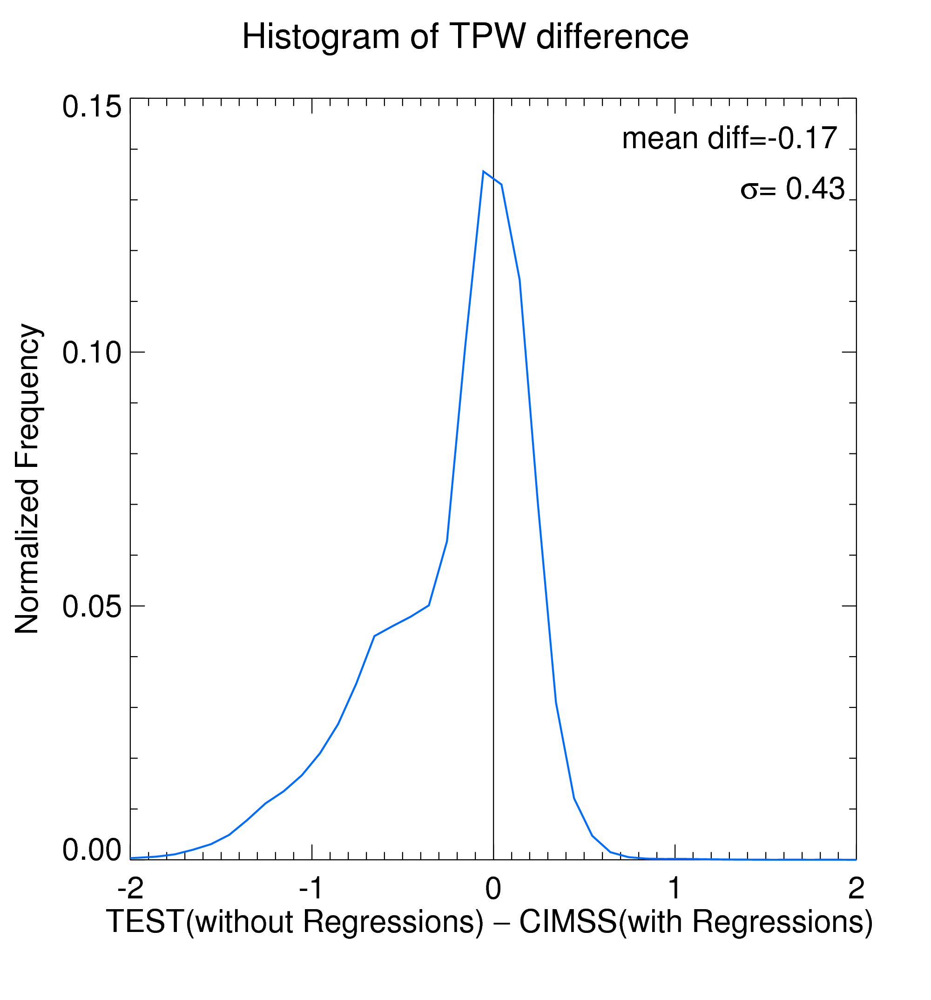 Histogram of TPW difference
0.15
mean diff=-0.17
σ= 0.43
0.10
Normalized Frequency
0.05
0.00
-2 -1 0 1 2
TEST(without Regressions) – CIMSS(with Regressions)